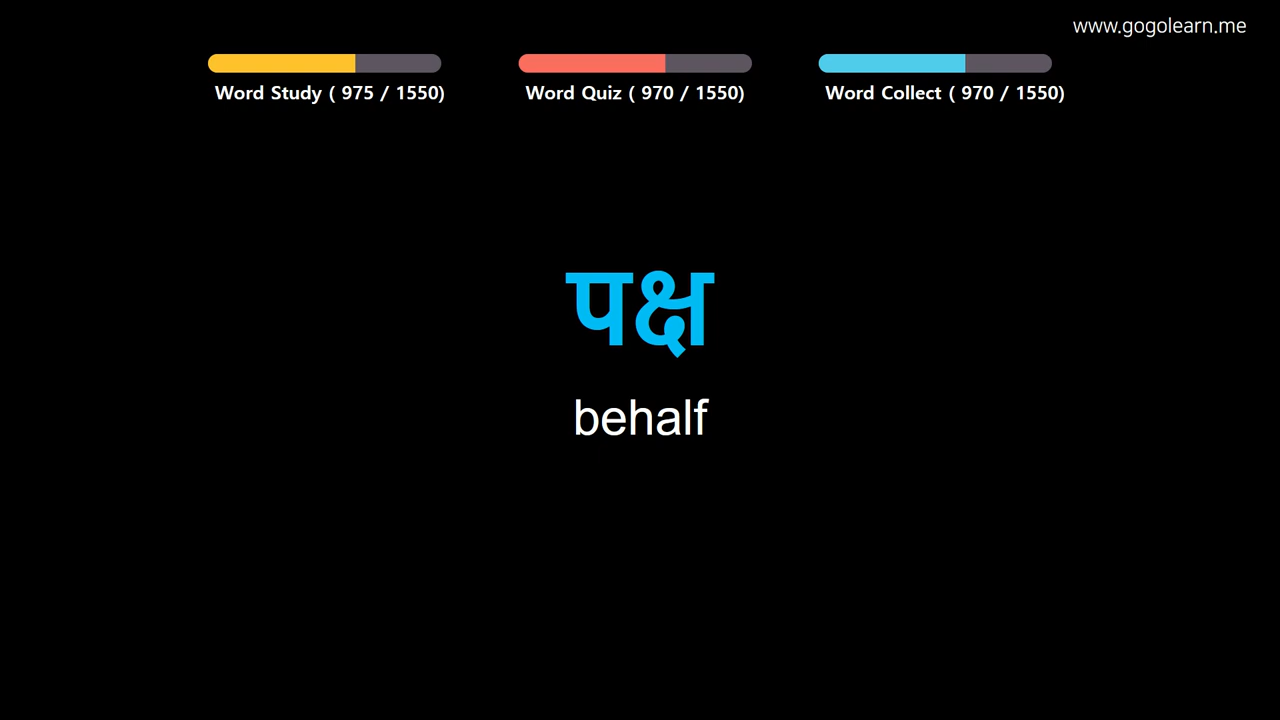 www.gogolearn.me
Word Study ( 975 / 1550)
Word Quiz ( 970 / 1550)
Word Collect ( 970 / 1550)
पक्ष
behalf